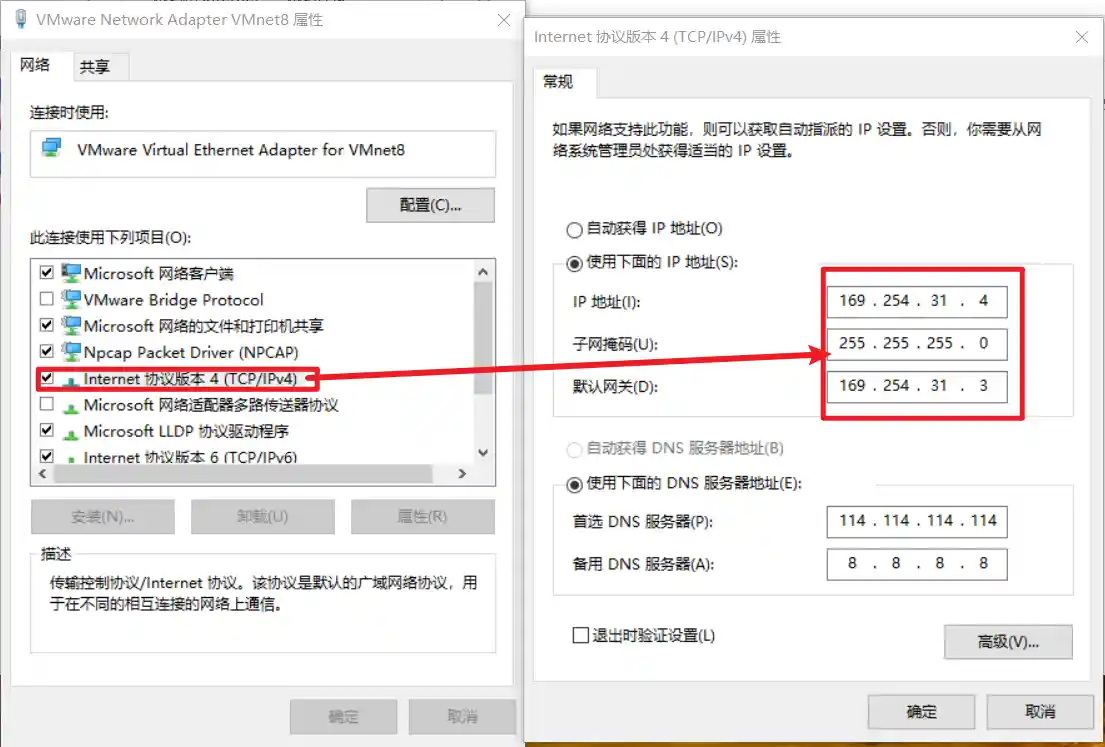 VMware Network Adapter VMnet8 属性
网络
共享
连接时使用:
VMware Virtual Ethernet Adapter for VMnet8
配置(C)...
此连接使用下列项目(O):
Microsoft 网络客户端
VMware Bridge Protocol
Microsoft 网络的文件和打印机共享
Npcap Packet Driver (NPCAP)
Internet 协议版本 4 (TCP/IPv4)
Microsoft 网络适配器多路传送器协议
Microsoft LLDP 协议驱动程序
Internet 协议版本 6 (TCP/IPv6)
安装(N)...
卸载(U)
属性(R)
描述
传输控制协议/Internet 协议。该协议是默认的广域网络协议，用
于在不同的相互连接的网络上通信。
确定
取消
Internet 协议版本 4 (TCP/IPv4) 属性
常规
如果网络支持此功能，则可以获取自动指派的 IP 设置。否则，你需要从网
络系统管理员处获得适当的 IP 设置。
自动获得 IP 地址(O)
使用下面的 IP 地址(S):
IP 地址(I):
169 . 254 . 31 . 4
子网掩码(U):
255 . 255 . 255 . 0
默认网关(D):
169 . 254 . 31 . 3
自动获得 DNS 服务器地址(B)
使用下面的 DNS 服务器地址(E):
首选 DNS 服务器(P):
114 . 114 . 114 . 114
备用 DNS 服务器(A):
8 . 8 . 8 . 8
退出时验证设置(L)
高级(V)...
确定
取消